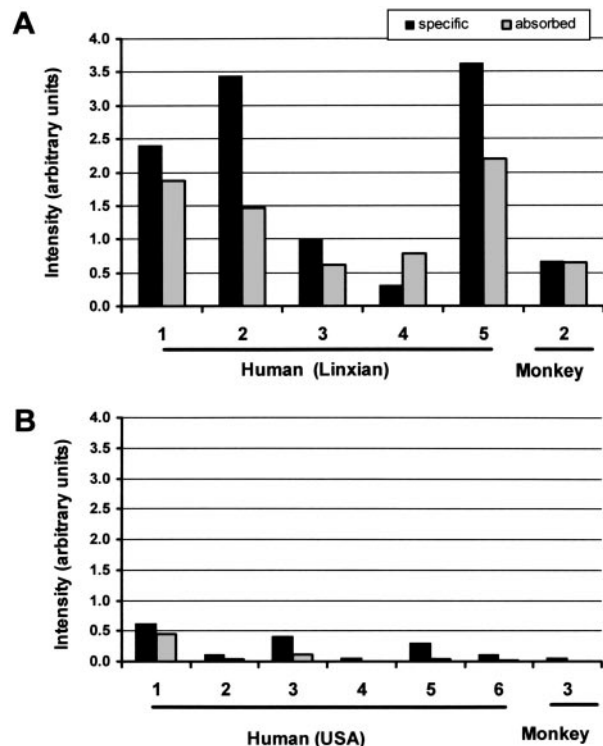 A
specific absorbed
Intensity (arbitrary units)
4.0
3.5
3.0
2.5
2.0
1.5
1.0
0.5
0.0
1 2 3 4 5 2
Human (Linxian) Monkey
B
Intensity (arbitrary units)
4.0
3.5
3.0
2.5
2.0
1.5
1.0
0.5
0.0
1 2 3 4 5 6 3
Human (USA) Monkey